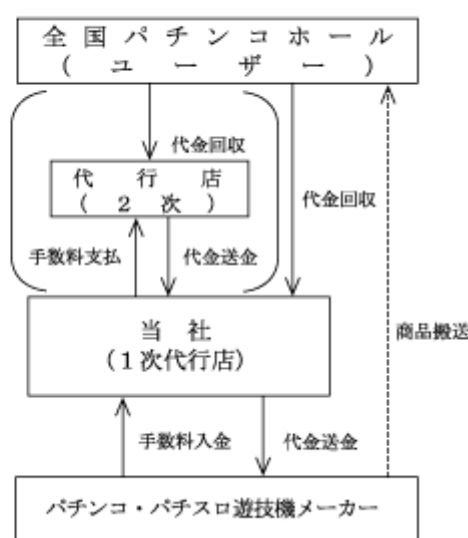 全国パチンコホール
(ユーザー)
代金回収
代行店
(2次)
代金回収
手数料支払
代金送金
当社
(1次代行店)
商品搬送
手数料入金
代金送金
パチンコ・パチスロ遊技機メーカー